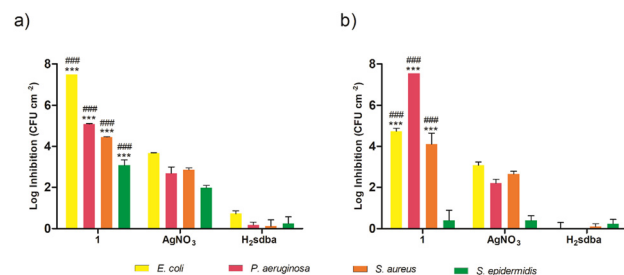 a)
b)
Log Inhibition (CFU cm-2)
8
6
4
2
0
###
***
###
***
###
***
###
***
1
AgNO3
H2sdba
Log Inhibition (CFU cm-2)
8
6
4
2
0
###
***
###
***
###
***
1
AgNO3
H2sdba
E. coli
P. aeruginosa
S. aureus
S. epidermidis